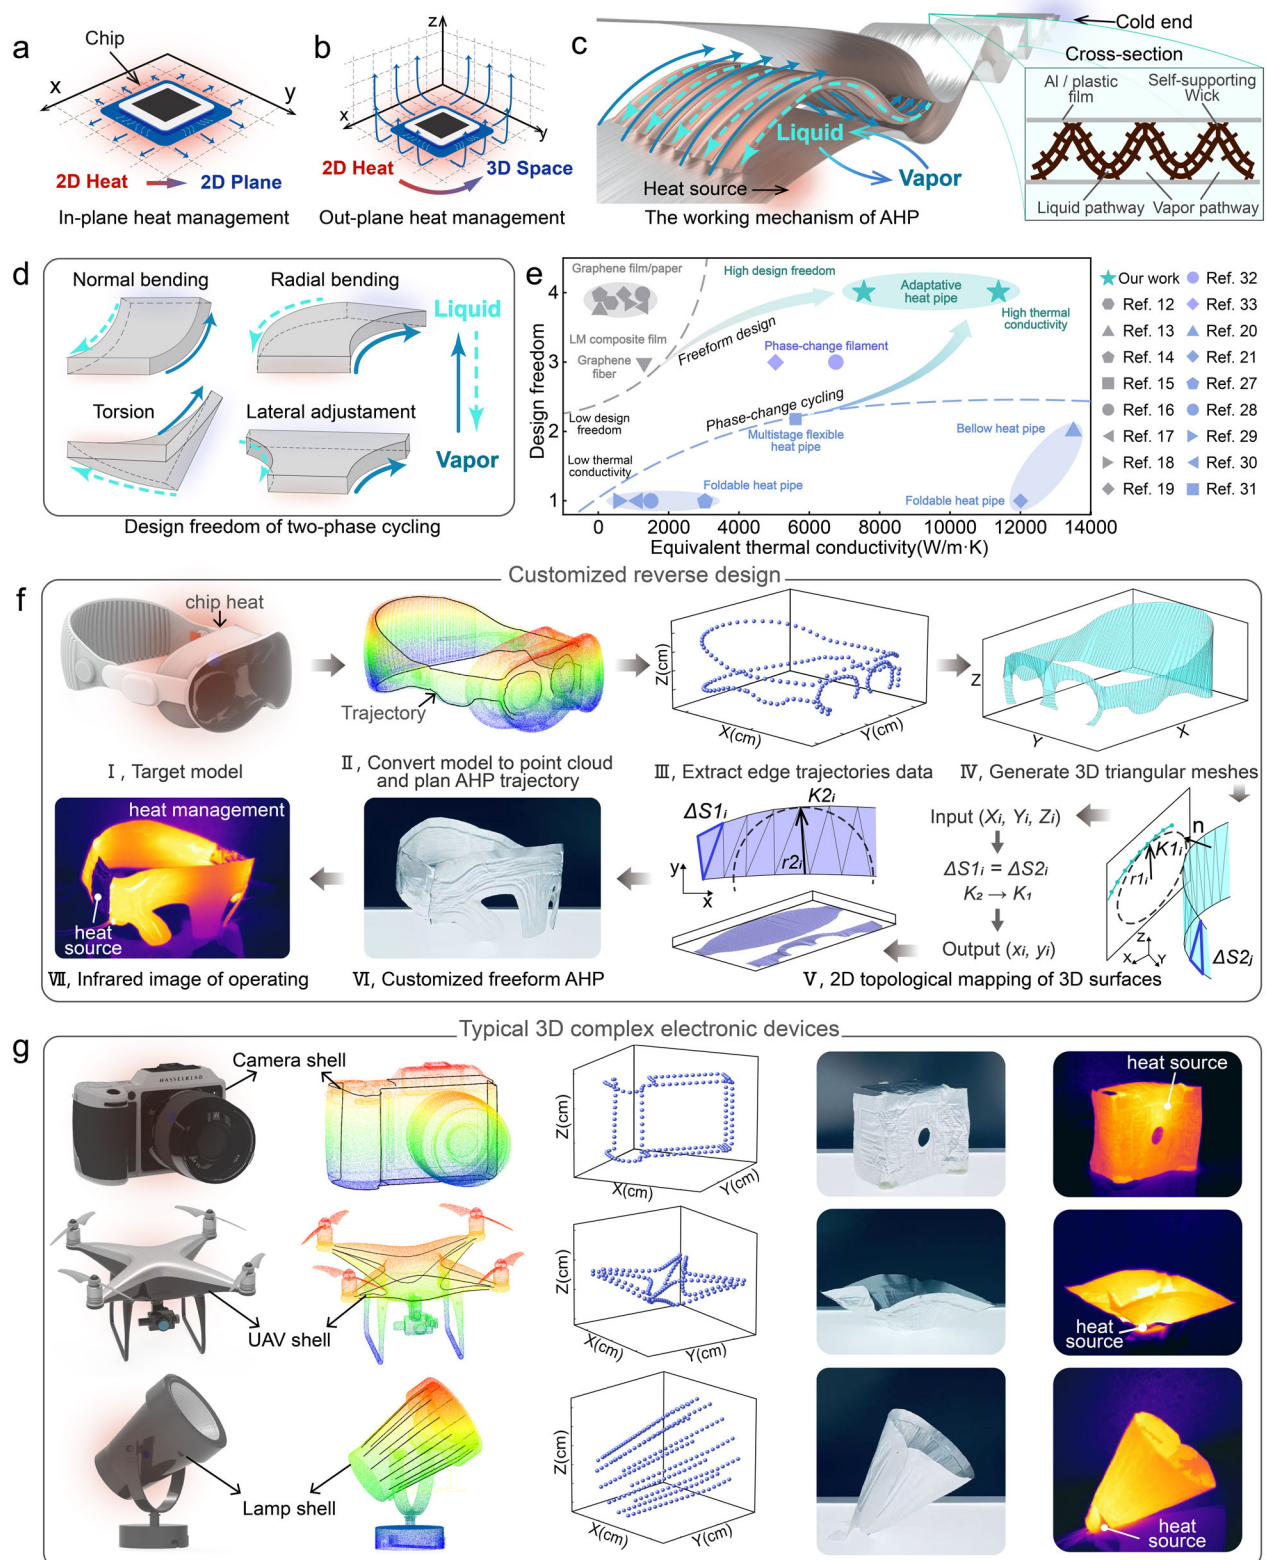 a
Chip
x
y
2D Heat
2D Plane
In-plane heat management
b
z
x
y
2D Heat
3D Space
Out-plane heat management
c
Cold end
Cross-section
Al / plastic
film
Self-supporting
Wick
Liquid pathway
Vapor pathway
Liquid
Vapor
Heat source
The working mechanism of AHP
d
Normal bending
Radial bending
Liquid
Torsion
Lateral adjustament
Vapor
Design freedom of two-phase cycling
e
Design freedom
4
3
2
1
Graphene film/paper
LM composite film
Graphene
fiber
Low design
freedom
Low thermal
conductivity
High design freedom
Freeform design
Adaptative
heat pipe
High thermal
conductivity
Phase-change filament
Phase-change cycling
Multistage flexible
heat pipe
Bellow heat pipe
Foldable heat pipe
Foldable heat pipe
0
2000
4000
6000
8000
10000
12000
14000
Equivalent thermal conductivity(W/m·K)
Our work
Ref. 12
Ref. 13
Ref. 14
Ref. 15
Ref. 16
Ref. 17
Ref. 18
Ref. 19
Ref. 32
Ref. 33
Ref. 20
Ref. 21
Ref. 27
Ref. 28
Ref. 29
Ref. 30
Ref. 31
f
Customized reverse design
chip heat
Ⅰ, Target model
Trajectory
Ⅱ, Convert model to point cloud
and plan AHP trajectory
Z(cm)
X(cm)
Y(cm)
Ⅲ, Extract edge trajectories data
Z
Y
X
Ⅳ, Generate 3D triangular meshes
n
K1i
r1i
Z
X
Y
ΔS2j
Input (Xi, Yi, Zi)
ΔS1i = ΔS2i
K₂ → K₁
Output (xi, yi)
ΔS1i
K2i
r2i
y
x
Ⅴ, 2D topological mapping of 3D surfaces
Ⅵ, Customized freeform AHP
heat management
heat
source
Ⅶ, Infrared image of operating
g
Typical 3D complex electronic devices
HASSELBLAD
Camera shell
Z(cm)
X(cm)
Y(cm)
heat source
UAV shell
Z(cm)
X(cm)
Y(cm)
heat
source
Lamp shell
Z(cm)
X(cm)
Y(cm)
heat
source